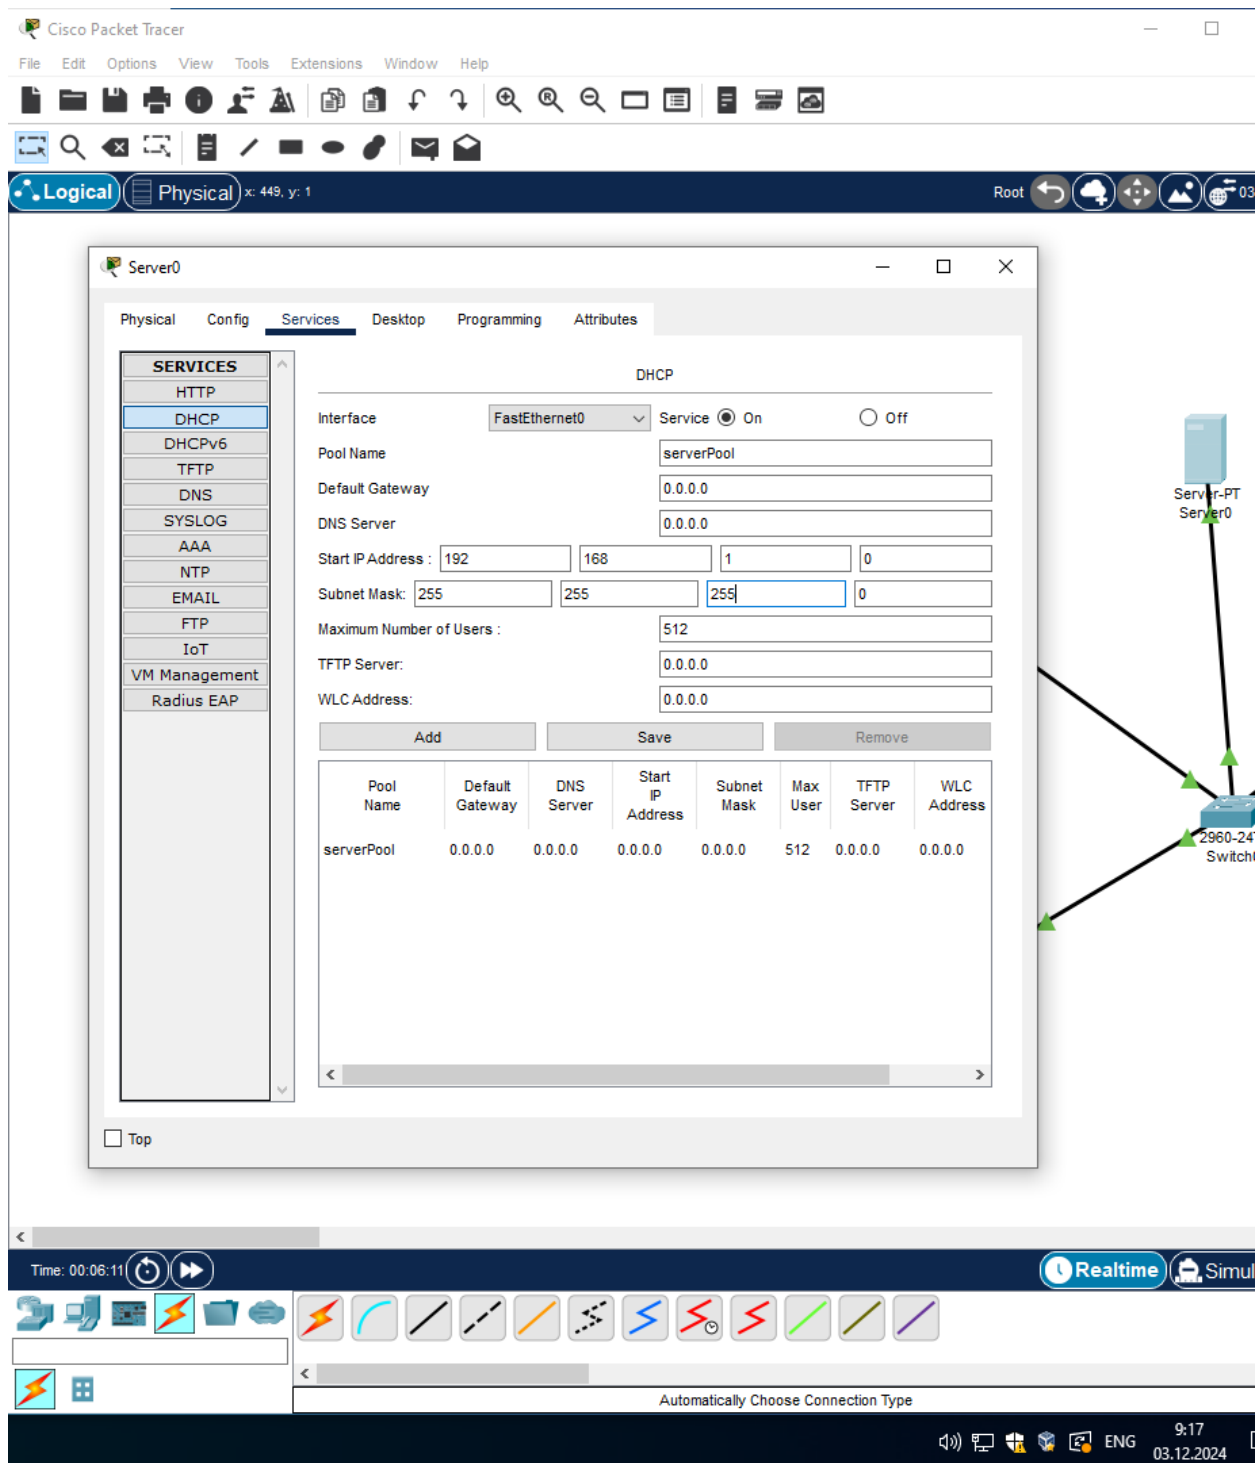 Cisco Packet Tracer
File Edit Options View Tools Extensions Window Help
Logical Physical x: 449, y: 1 Root 03
Server0
Physical Config Services Desktop Programming Attributes
SERVICES
HTTP
DHCP
DHCPv6
TFTP
DNS
SYSLOG
AAA
NTP
EMAIL
FTP
IoT
VM Management
Radius EAP
DHCP
Interface FastEthernet0 Service On Off
Pool Name serverPool
Default Gateway 0.0.0.0
DNS Server 0.0.0.0
Start IP Address : 192 168 1 0
Subnet Mask: 255 255 255 0
Maximum Number of Users : 512
TFTP Server: 0.0.0.0
WLC Address: 0.0.0.0
Add Save Remove
Pool Name Default Gateway DNS Server Start IP Address Subnet Mask Max User TFTP Server WLC Address
serverPool 0.0.0.0 0.0.0.0 0.0.0.0 0.0.0.0 512 0.0.0.0 0.0.0.0
Top
Server-PT
Server0
2960-24
Switch
Time: 00:06:11 Realtime Simul
Automatically Choose Connection Type
ENG 9:17
03.12.2024